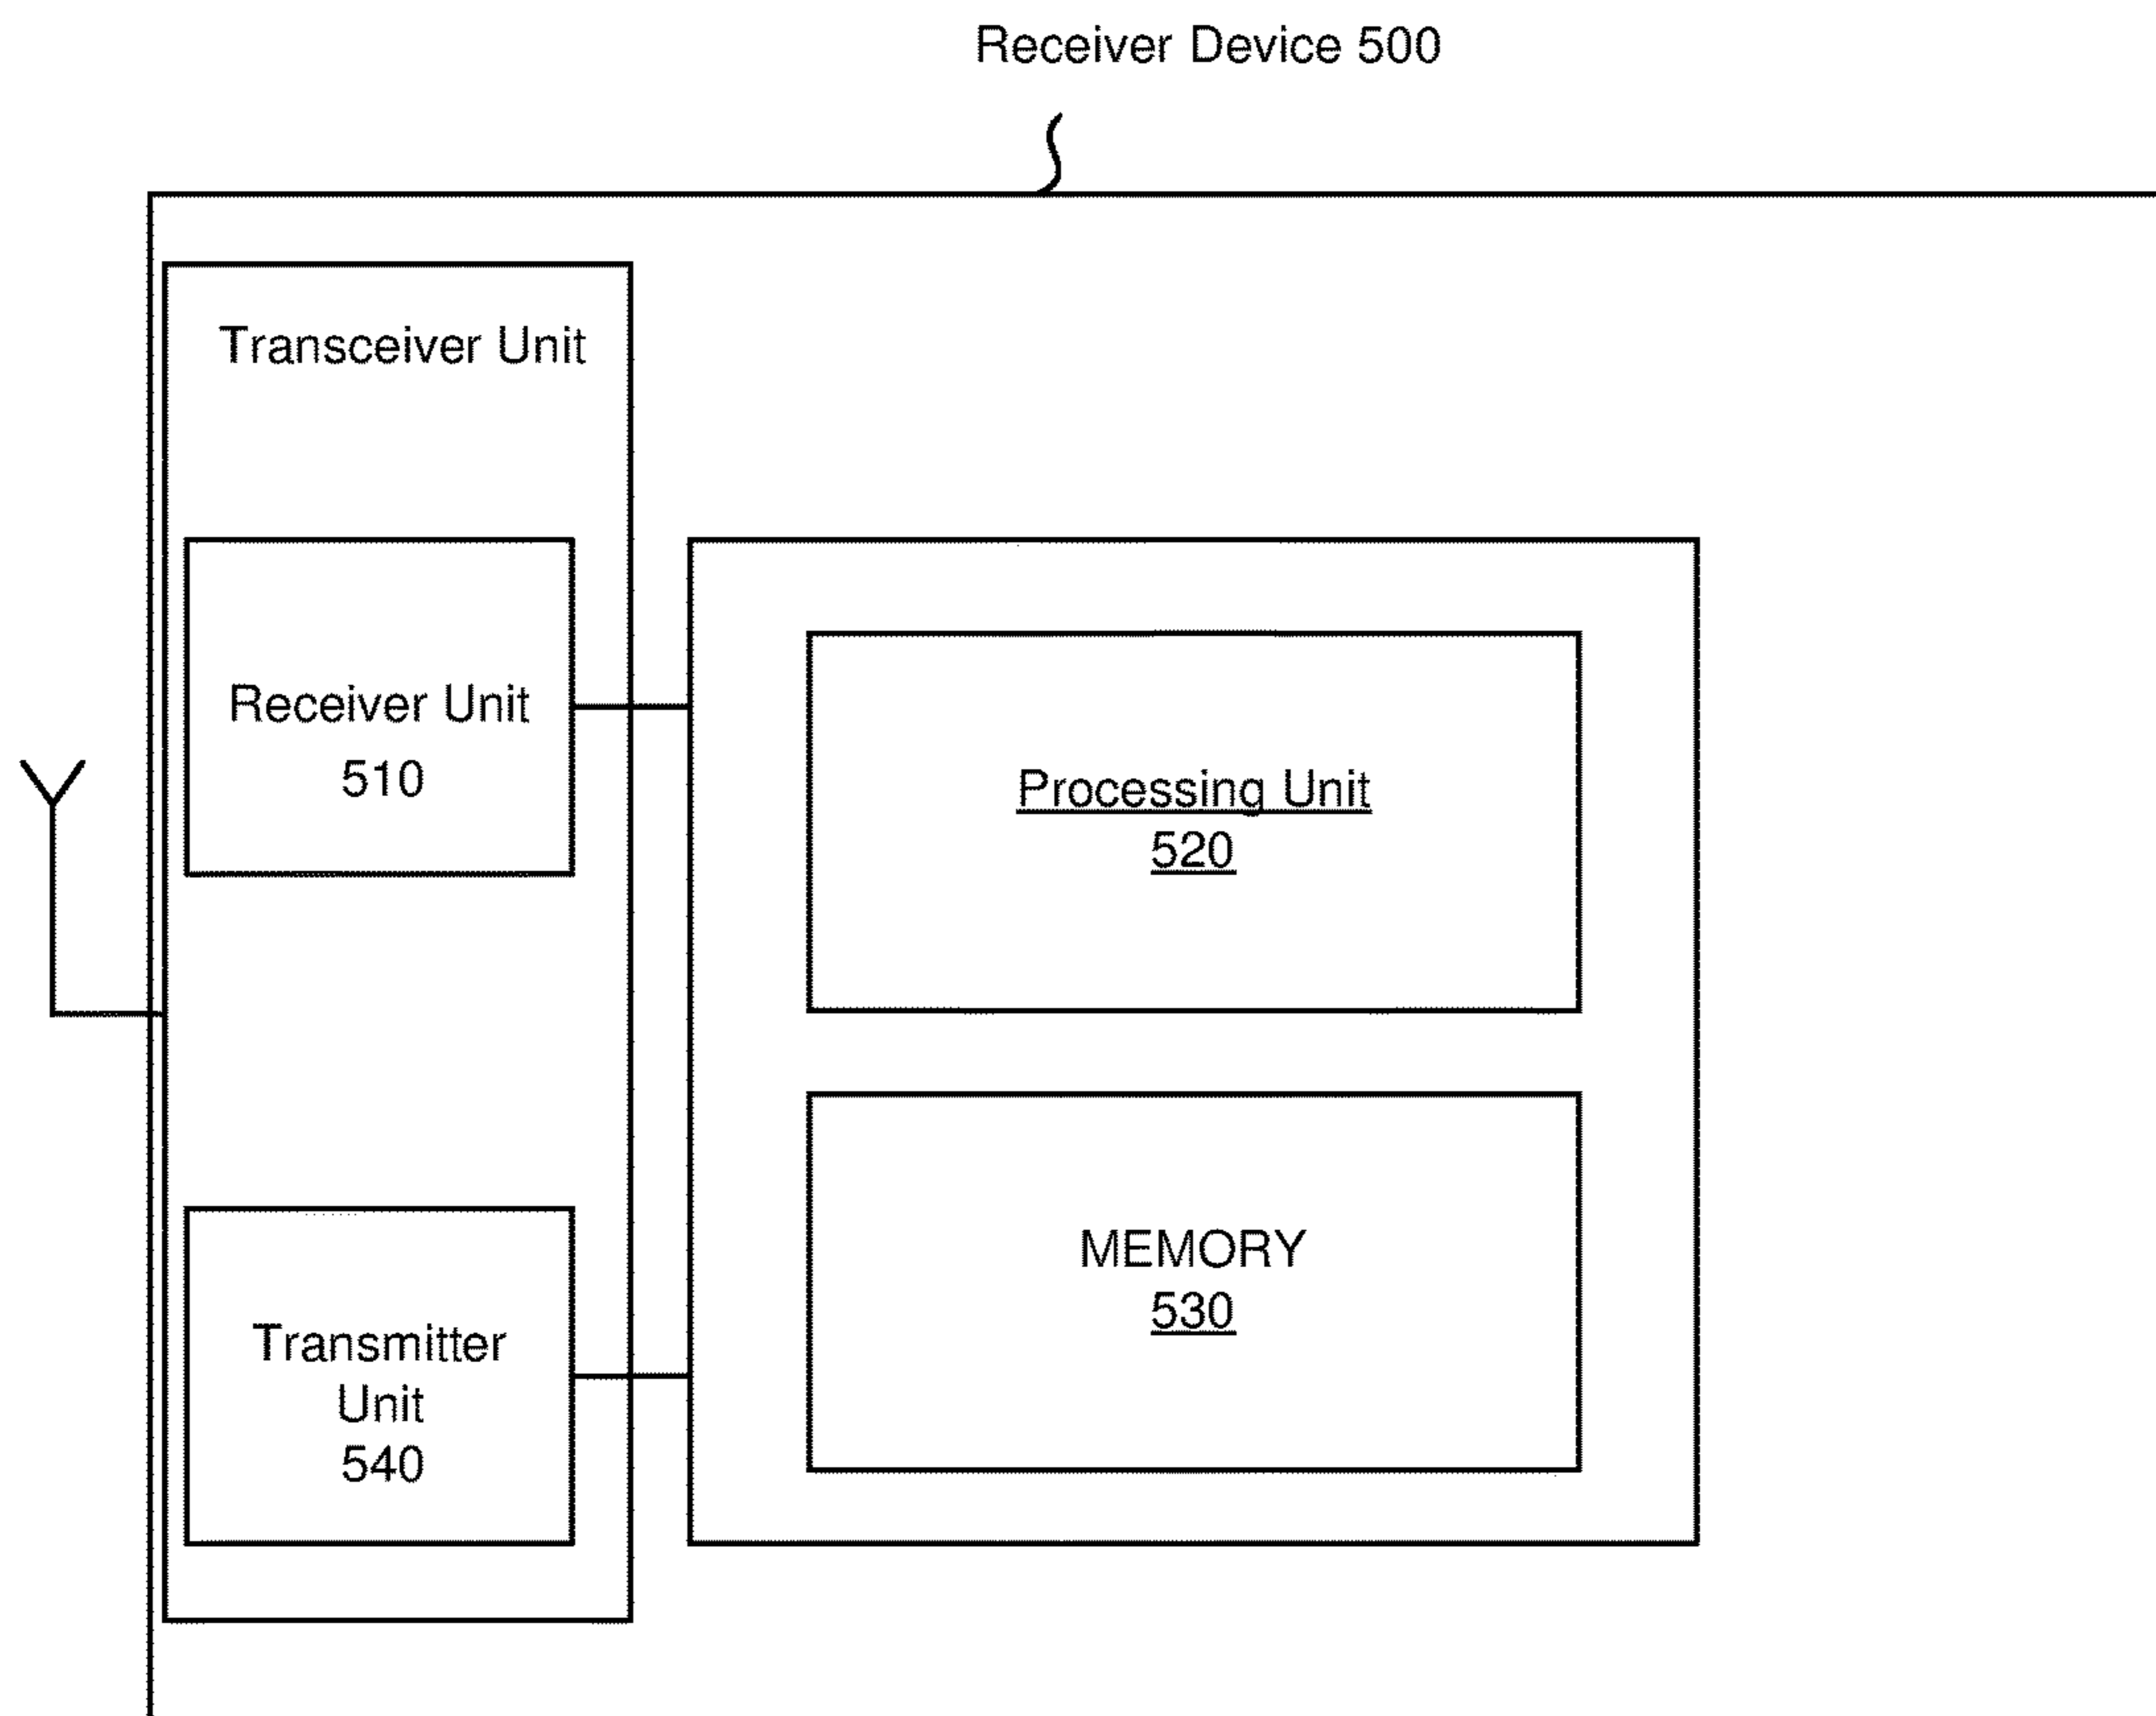 Receiver Device 500
Transceiver Unit
Receiver Unit
510
Processing Unit
520
MEMORY
530
Transmitter
Unit
540